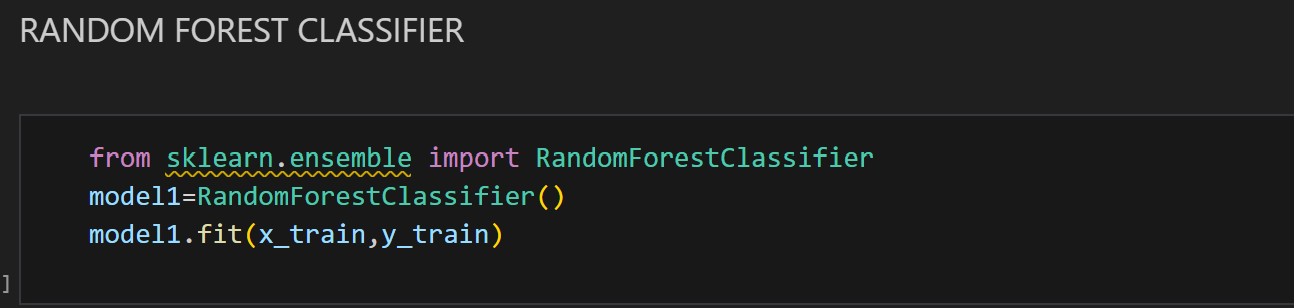 RANDOM FOREST CLASSIFIER
from sklearn.ensemble import RandomForestClassifier
model1=RandomForestClassifier()
model1.fit(x_train,y_train)
]